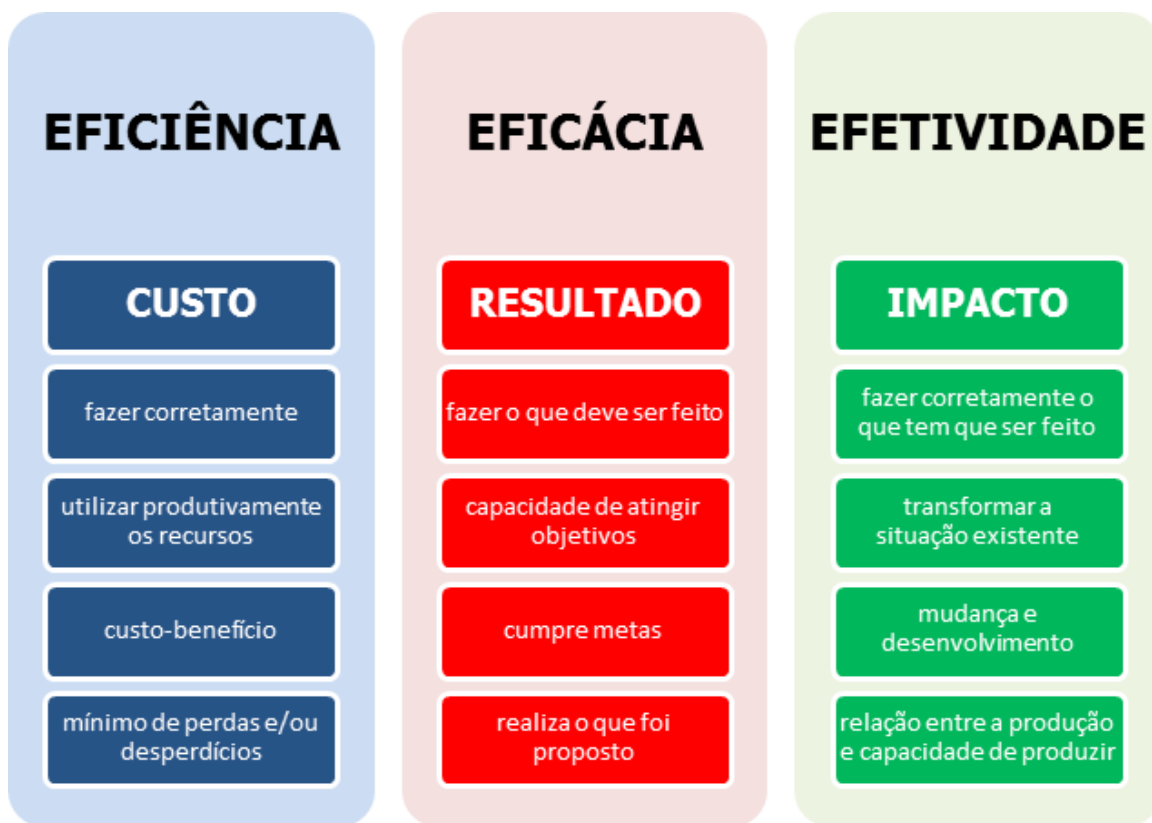 EFICIÊNCIA
CUSTO
fazer corretamente
utilizar produtivamente
os recursos
custo-benefício
mínimo de perdas e/ou
desperdícios
EFICÁCIA
RESULTADO
fazer o que deve ser feito
capacidade de atingir
objetivos
cumpre metas
realiza o que foi
proposto
EFETIVIDADE
IMPACTO
fazer corretamente o
que tem que ser feito
transformar a
situação existente
mudança e
desenvolvimento
relação entre a produção
e capacidade de produzir